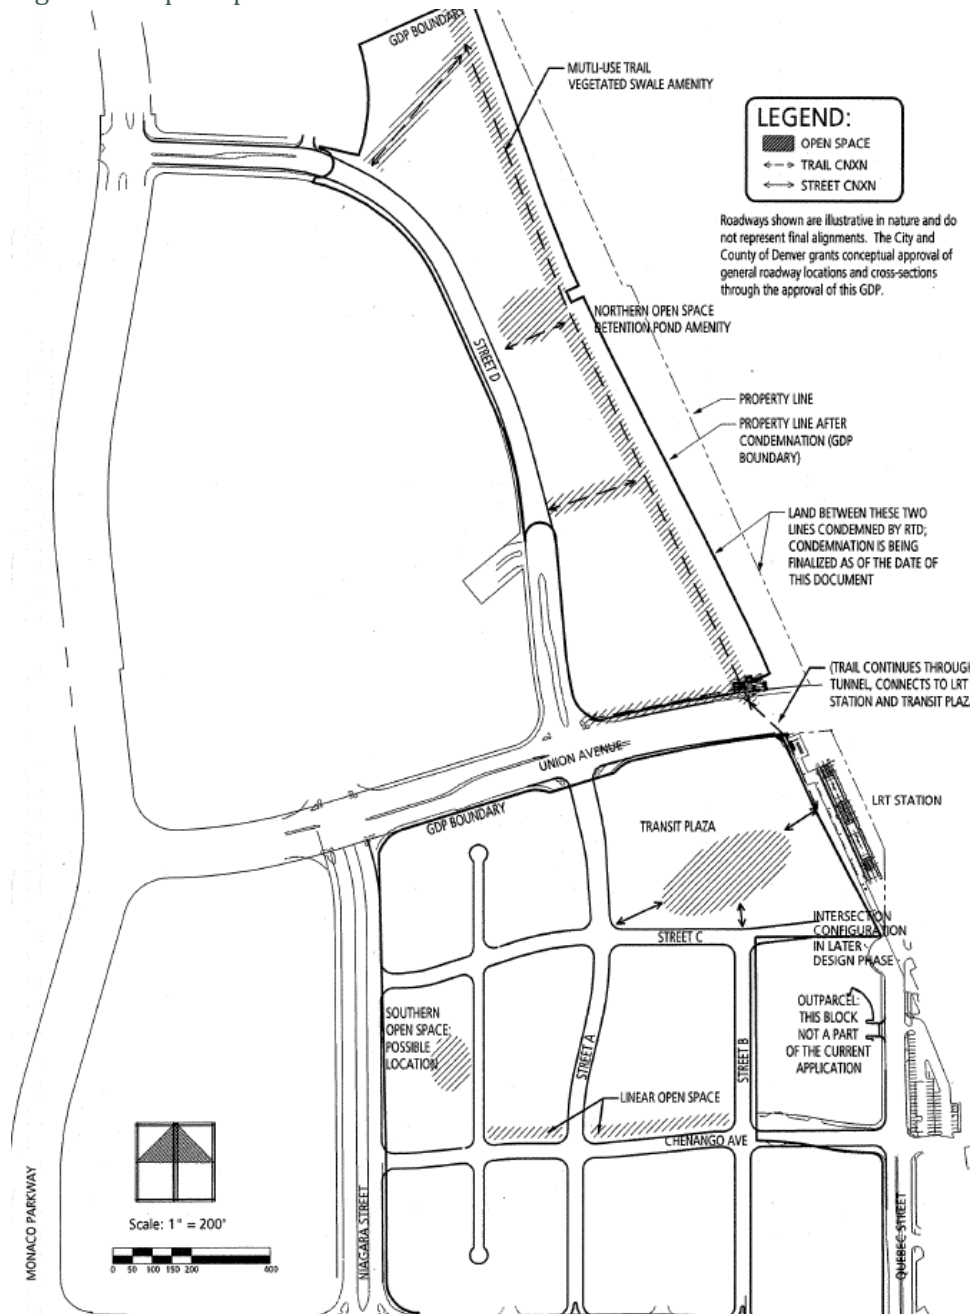 GDP BOUNDARY
MUTLI-USE TRAIL
VEGETATED SWALE AMENITY
LEGEND:
OPEN SPACE
TRAIL CNXN
STREET CNXN
Roadways shown are illustrative in nature and do
not represent final alignments. The City and
County of Denver grants conceptual approval of
general roadway locations and cross-sections
through the approval of this GDP.
NORTHERN OPEN SPACE
DETENTION POND AMENITY
STREET D
PROPERTY LINE
PROPERTY LINE AFTER
CONDEMNATION (GDP
BOUNDARY)
LAND BETWEEN THESE TWO
LINES CONDEMNED BY RTD;
CONDEMNATION IS BEING
FINALIZED AS OF THE DATE OF
THIS DOCUMENT
(TRAIL CONTINUES THROUGH
TUNNEL, CONNECTS TO LRT
STATION AND TRANSIT PLAZ
UNION AVENUE
LRT STATION
GDP BOUNDARY
TRANSIT PLAZA
INTERSECTION
CONFIGURATION
IN LATER
DESIGN PHASE
STREET C
OUTPARCEL:
THIS BLOCK
NOT A PART
OF THE CURRENT
APPLICATION
SOUTHERN
OPEN SPACE;
POSSIBLE
LOCATION
STREET A
STREET B
LINEAR OPEN SPACE
CHENANGO AVE
MONACO PARKWAY
NIAGARA STREET
QUEBEC STREET
Scale: 1" = 200'
0 50 100 150 200 400